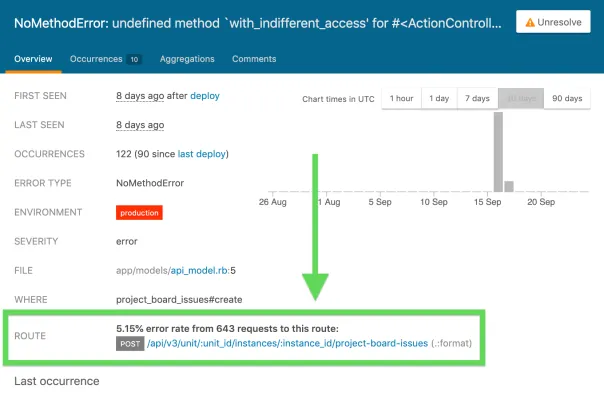 NoMethodError: undefined method `with_indifferent_access' for #<ActionControll...
Unresolve
Overview Occurrences 10 Aggregations Comments
FIRST SEEN 8 days ago after deploy
Chart times in UTC 1 hour 1 day 7 days 30 days 90 days
LAST SEEN 8 days ago
OCCURRENCES 122 (90 since last deploy)
ERROR TYPE NoMethodError
26 Aug 1 Aug 5 Sep 10 Sep 15 Sep 20 Sep
ENVIRONMENT production
SEVERITY error
FILE app/models/api_model.rb:5
WHERE project_board_issues#create
ROUTE 5.15% error rate from 643 requests to this route:
POST /api/v3/unit/:unit_id/instances/:instance_id/project-board-issues (.:format)
Last occurrence